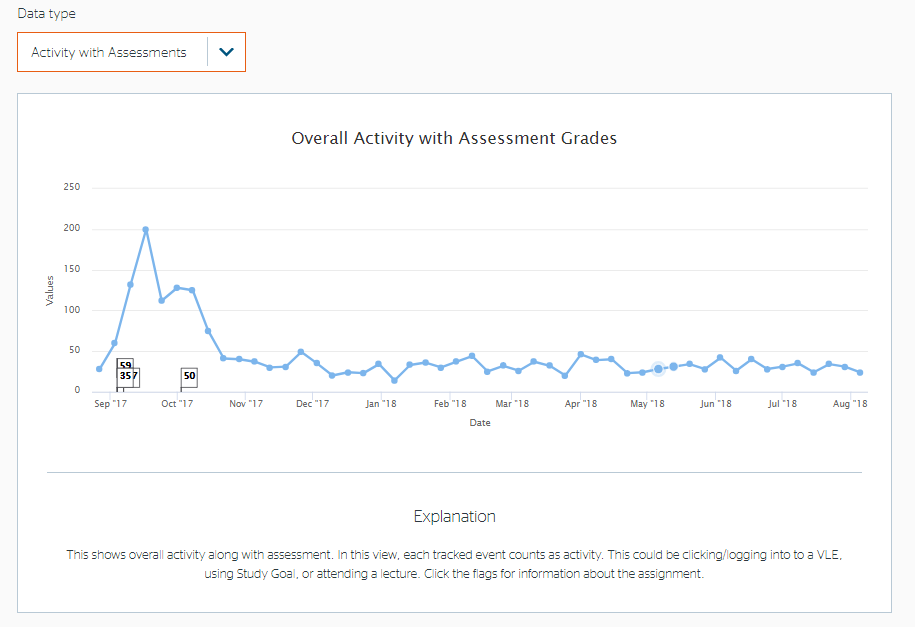 Data type
Activity with Assessments
Overall Activity with Assessment Grades
250
200
150
100
50
0
Values
59
357
50
Sep "17 Oct "17 Nov "17 Dec "17 Jan "18 Feb "18 Mar "18 Apr "18 May "18 Jun "18 Jul "18 Aug "18
Date
Explanation
This shows overall activity along with assessment. In this view, each tracked event counts as activity. This could be clicking/logging into to a VLE,
using Study Goal, or attending a lecture. Click the flags for information about the assignment.